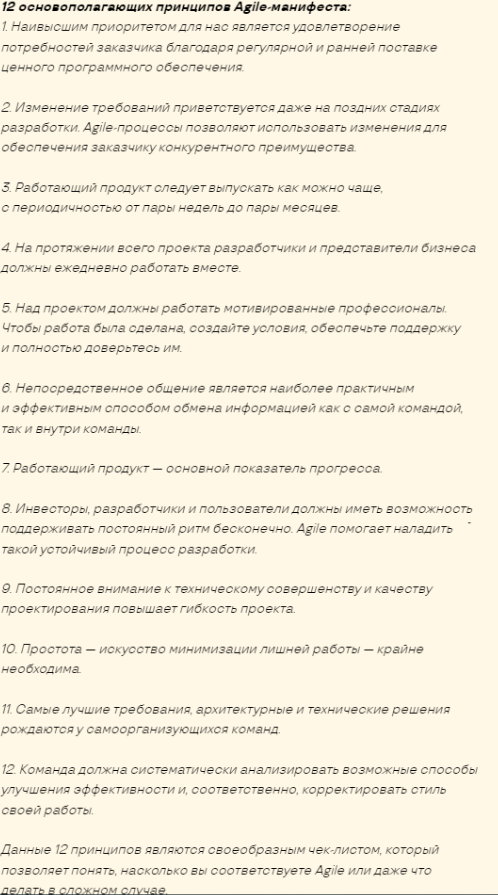 12 основополагающих принципов Agile-манифеста:
1. Наивысшим приоритетом для нас является удовлетворение
потребностей заказчика благодаря регулярной и ранней поставке
ценного программного обеспечения.
2. Изменение требований приветствуется даже на поздних стадиях
разработки. Agile-процессы позволяют использовать изменения для
обеспечения заказчику конкурентного преимущества.
3. Работающий продукт следует выпускать как можно чаще,
с периодичностью от пары недель до пары месяцев.
4. На протяжении всего проекта разработчики и представители бизнеса
должны ежедневно работать вместе.
5. Над проектом должны работать мотивированные профессионалы.
Чтобы работа была сделана, создайте условия, обеспечьте поддержку
и полностью доверьтесь им.
6. Непосредственное общение является наиболее практичным
и эффективным способом обмена информацией как с самой командой,
так и внутри команды.
7. Работающий продукт — основной показатель прогресса.
8. Инвесторы, разработчики и пользователи должны иметь возможность
поддерживать постоянный ритм бесконечно. Agile помогает наладить
такой устойчивый процесс разработки.
9. Постоянное внимание к техническому совершенству и качеству
проектирования повышает гибкость проекта.
10. Простота — искусство минимизации лишней работы — крайне
необходима.
11. Самые лучшие требования, архитектурные и технические решения
рождаются у самоорганизующихся команд.
12. Команда должна систематически анализировать возможные способы
улучшения эффективности и, соответственно, корректировать стиль
своей работы.
Данные 12 принципов являются своеобразным чек-листом, который
позволяет понять, насколько вы соответствуете Agile или даже что
делать в сложном случае.